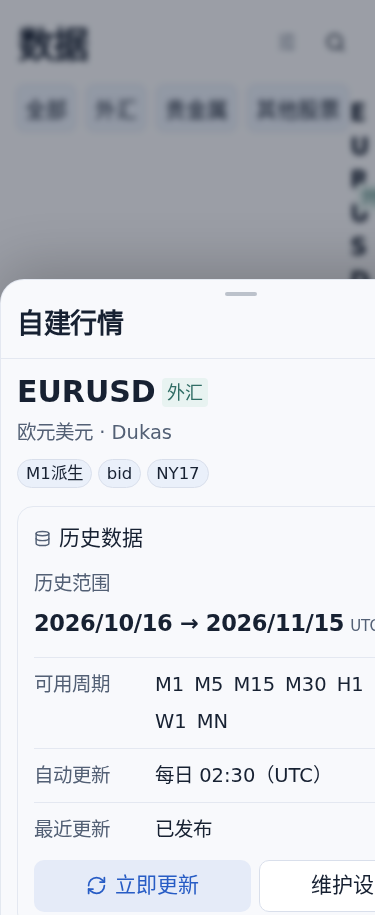 数据
全部 外汇 贵金属 其他股票
E
U
R
U
S
D
自建行情
EURUSD 外汇
欧元美元 · Dukas
M1派生 bid NY17
历史数据
历史范围
2026/10/16 → 2026/11/15 UTC
可用周期 M1 M5 M15 M30 H1
W1 MN
自动更新 每日 02:30（UTC）
最近更新 已发布
立即更新 维护设